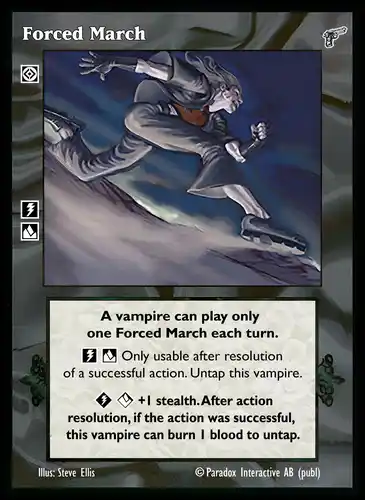 Forced March
A vampire can play only
one Forced March each turn.
Only usable after resolution
of a successful action. Untap this vampire.
+1 stealth. After action
resolution, if the action was successful,
this vampire can burn 1 blood to untap.
Illus: Steve Ellis © Paradox Interactive AB (publ)